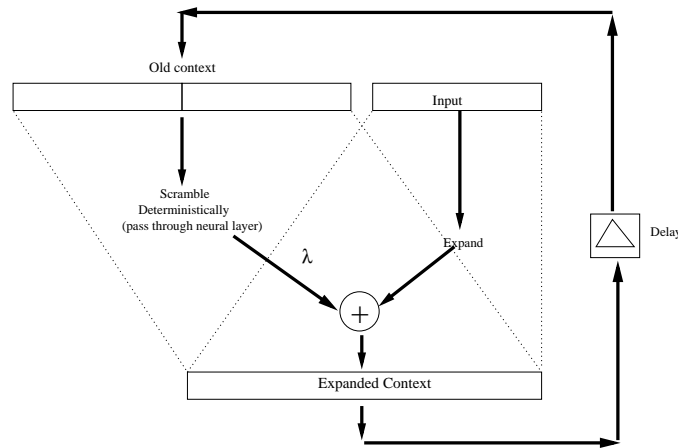 Old context
Input
Scramble
Deterministically
(pass through neural layer)
Expand
Delay
λ
+
Expanded Context